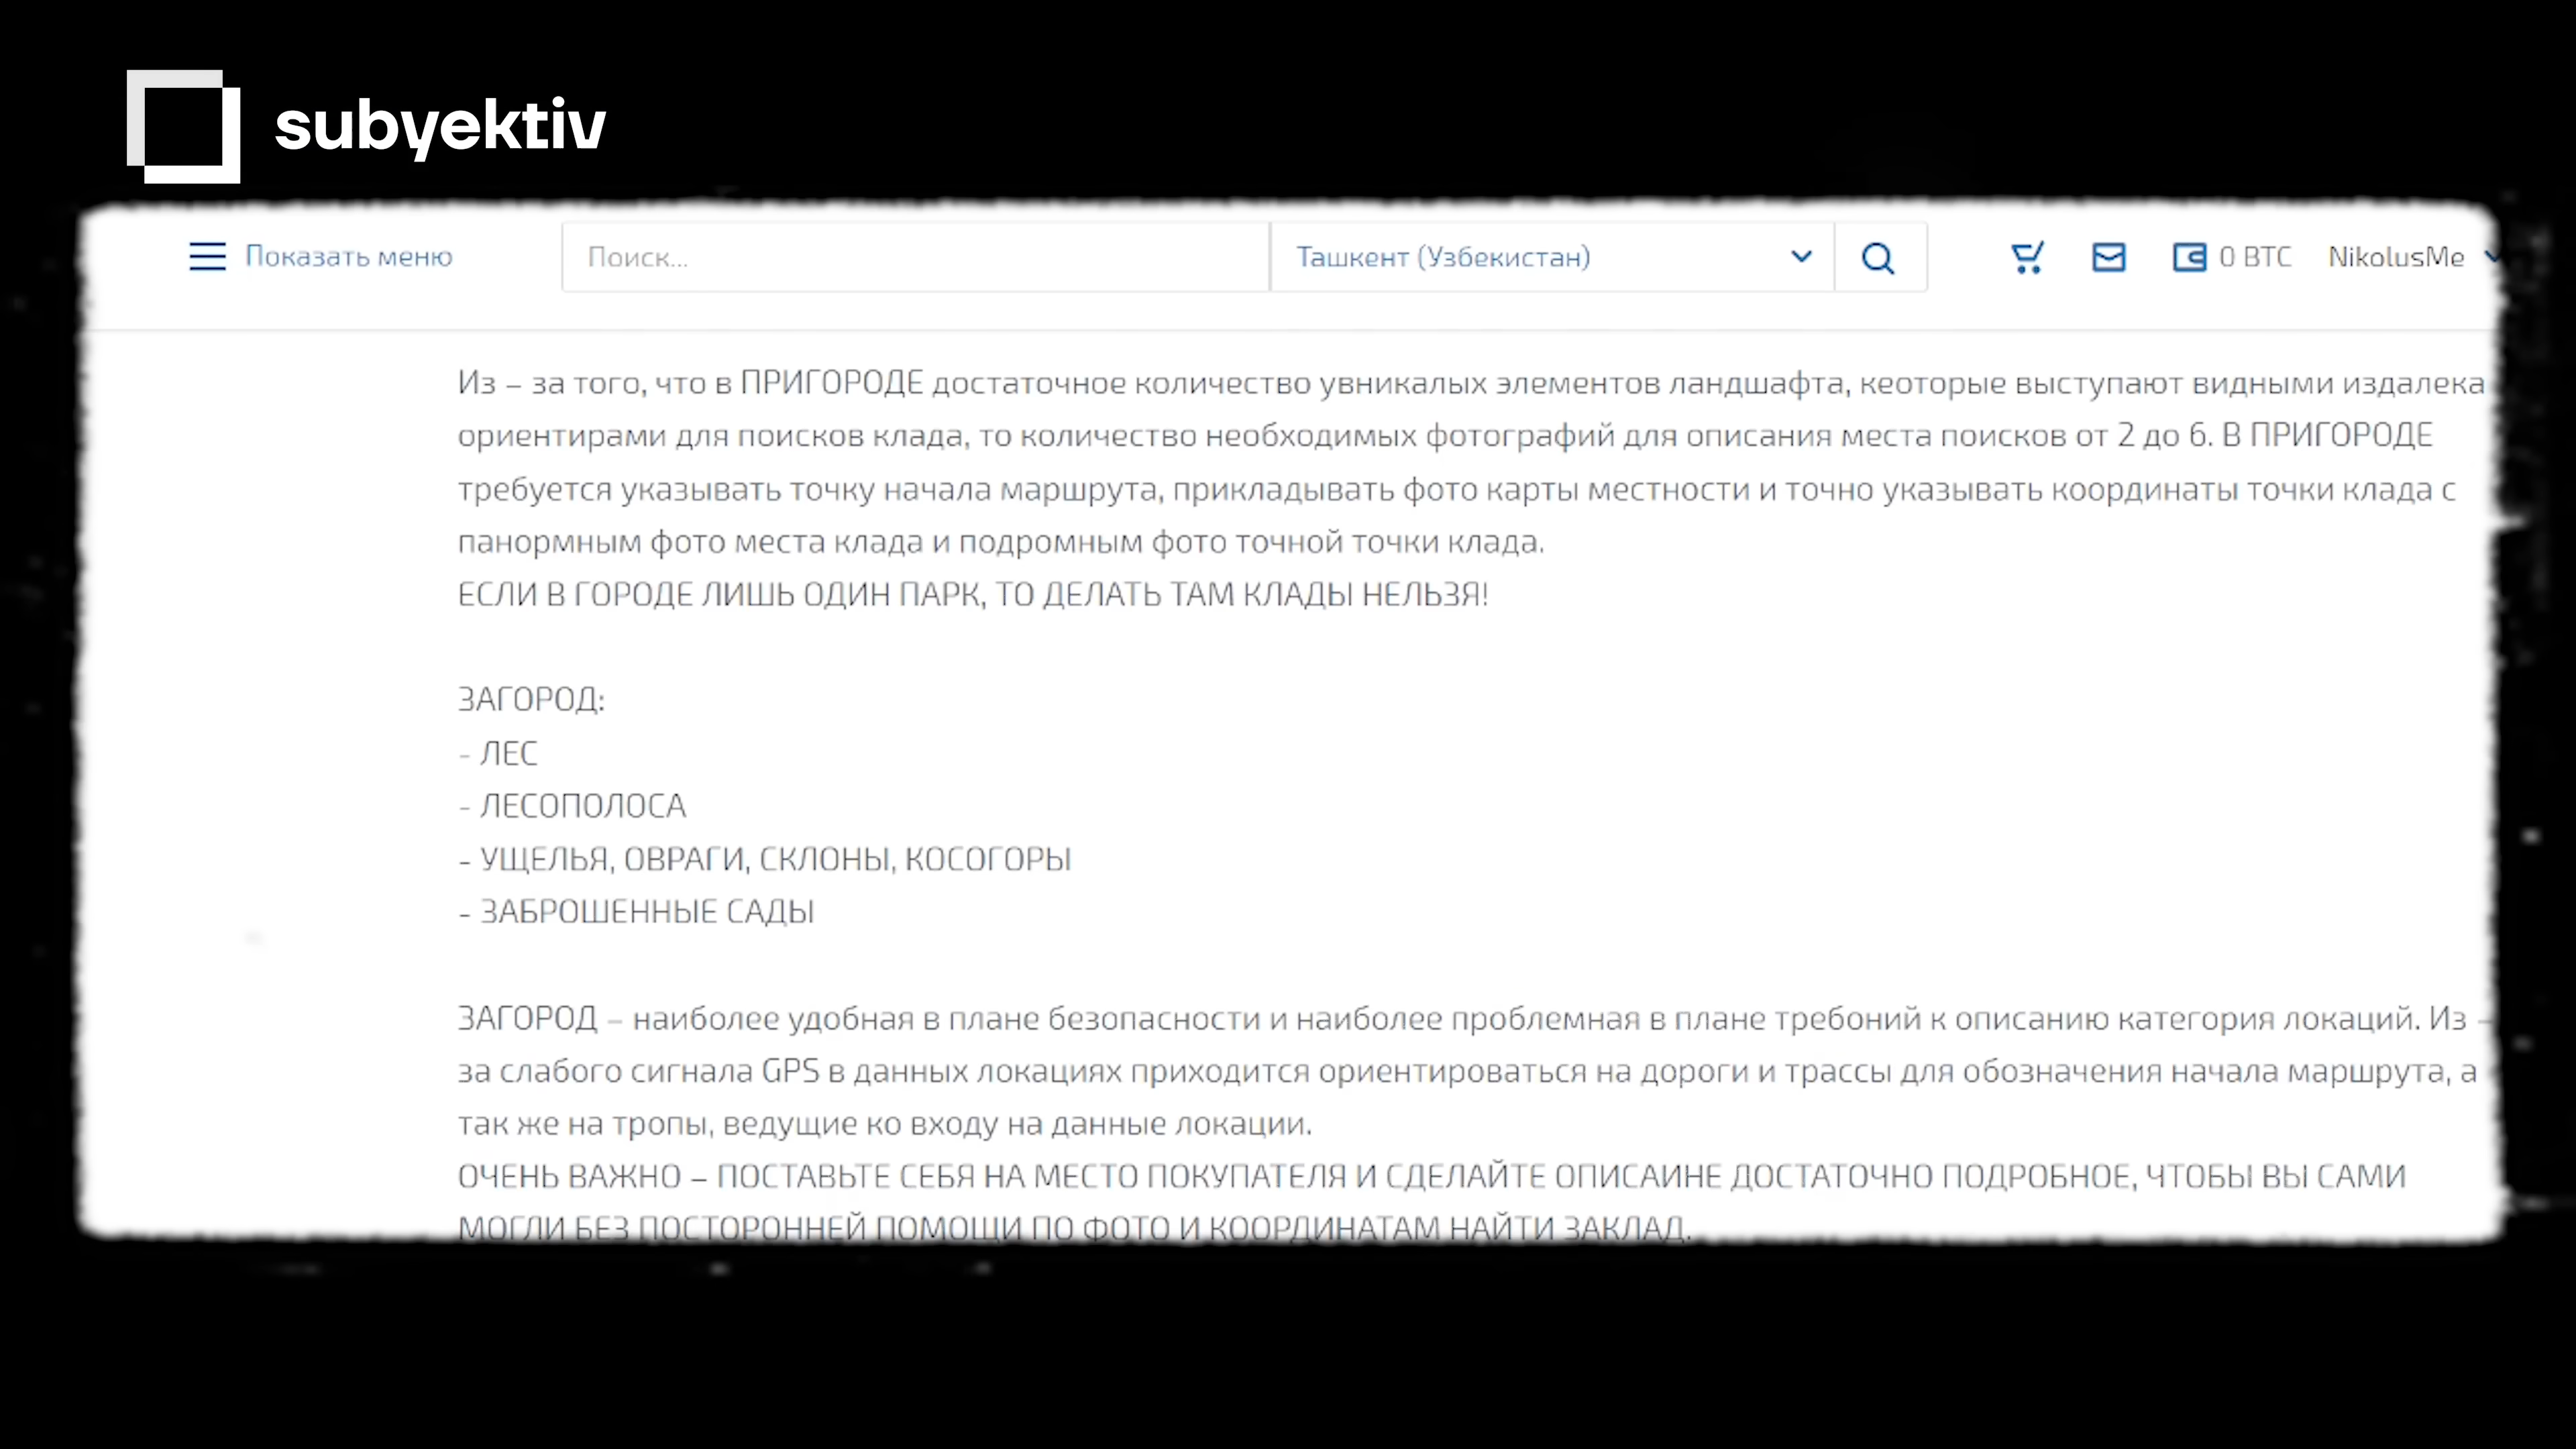 subyektiv
Показать меню
Поиск...
Ташкент (Узбекистан)
0 BTC
NikolusMe
Из – за того, что в ПРИГОРОДЕ достаточное количество увникалых элементов ландшафта, кеоторые выступают видными издалека
ориентирами для поисков клада, то количество необходимых фотографий для описания места поисков от 2 до 6. В ПРИГОРОДЕ
требуется указывать точку начала маршрута, прикладывать фото карты местности и точно указывать координаты точки клада с
панормным фото места клада и подромным фото точной точки клада.
ЕСЛИ В ГОРОДЕ ЛИШЬ ОДИН ПАРК, ТО ДЕЛАТЬ ТАМ КЛАДЫ НЕЛЬЗЯ!
ЗАГОРОД:
- ЛЕС
- ЛЕСОПОЛОСА
- УЩЕЛЬЯ, ОВРАГИ, СКЛОНЫ, КОСОГОРЫ
- ЗАБРОШЕННЫЕ САДЫ
ЗАГОРОД – наиболее удобная в плане безопасности и наиболее проблемная в плане требоний к описанию категория локаций. Из –
за слабого сигнала GPS в данных локациях приходится ориентироваться на дороги и трассы для обозначения начала маршрута, а
так же на тропы, ведущие ко входу на данные локации.
ОЧЕНЬ ВАЖНО – ПОСТАВЬТЕ СЕБЯ НА МЕСТО ПОКУПАТЕЛЯ И СДЕЛАЙТЕ ОПИСАИНЕ ДОСТАТОЧНО ПОДРОБНОЕ, ЧТОБЫ ВЫ САМИ
МОГЛИ БЕЗ ПОСТОРОННЕЙ ПОМОЩИ ПО ФОТО И КООРДИНАТАМ НАЙТИ ЗАКЛАД.